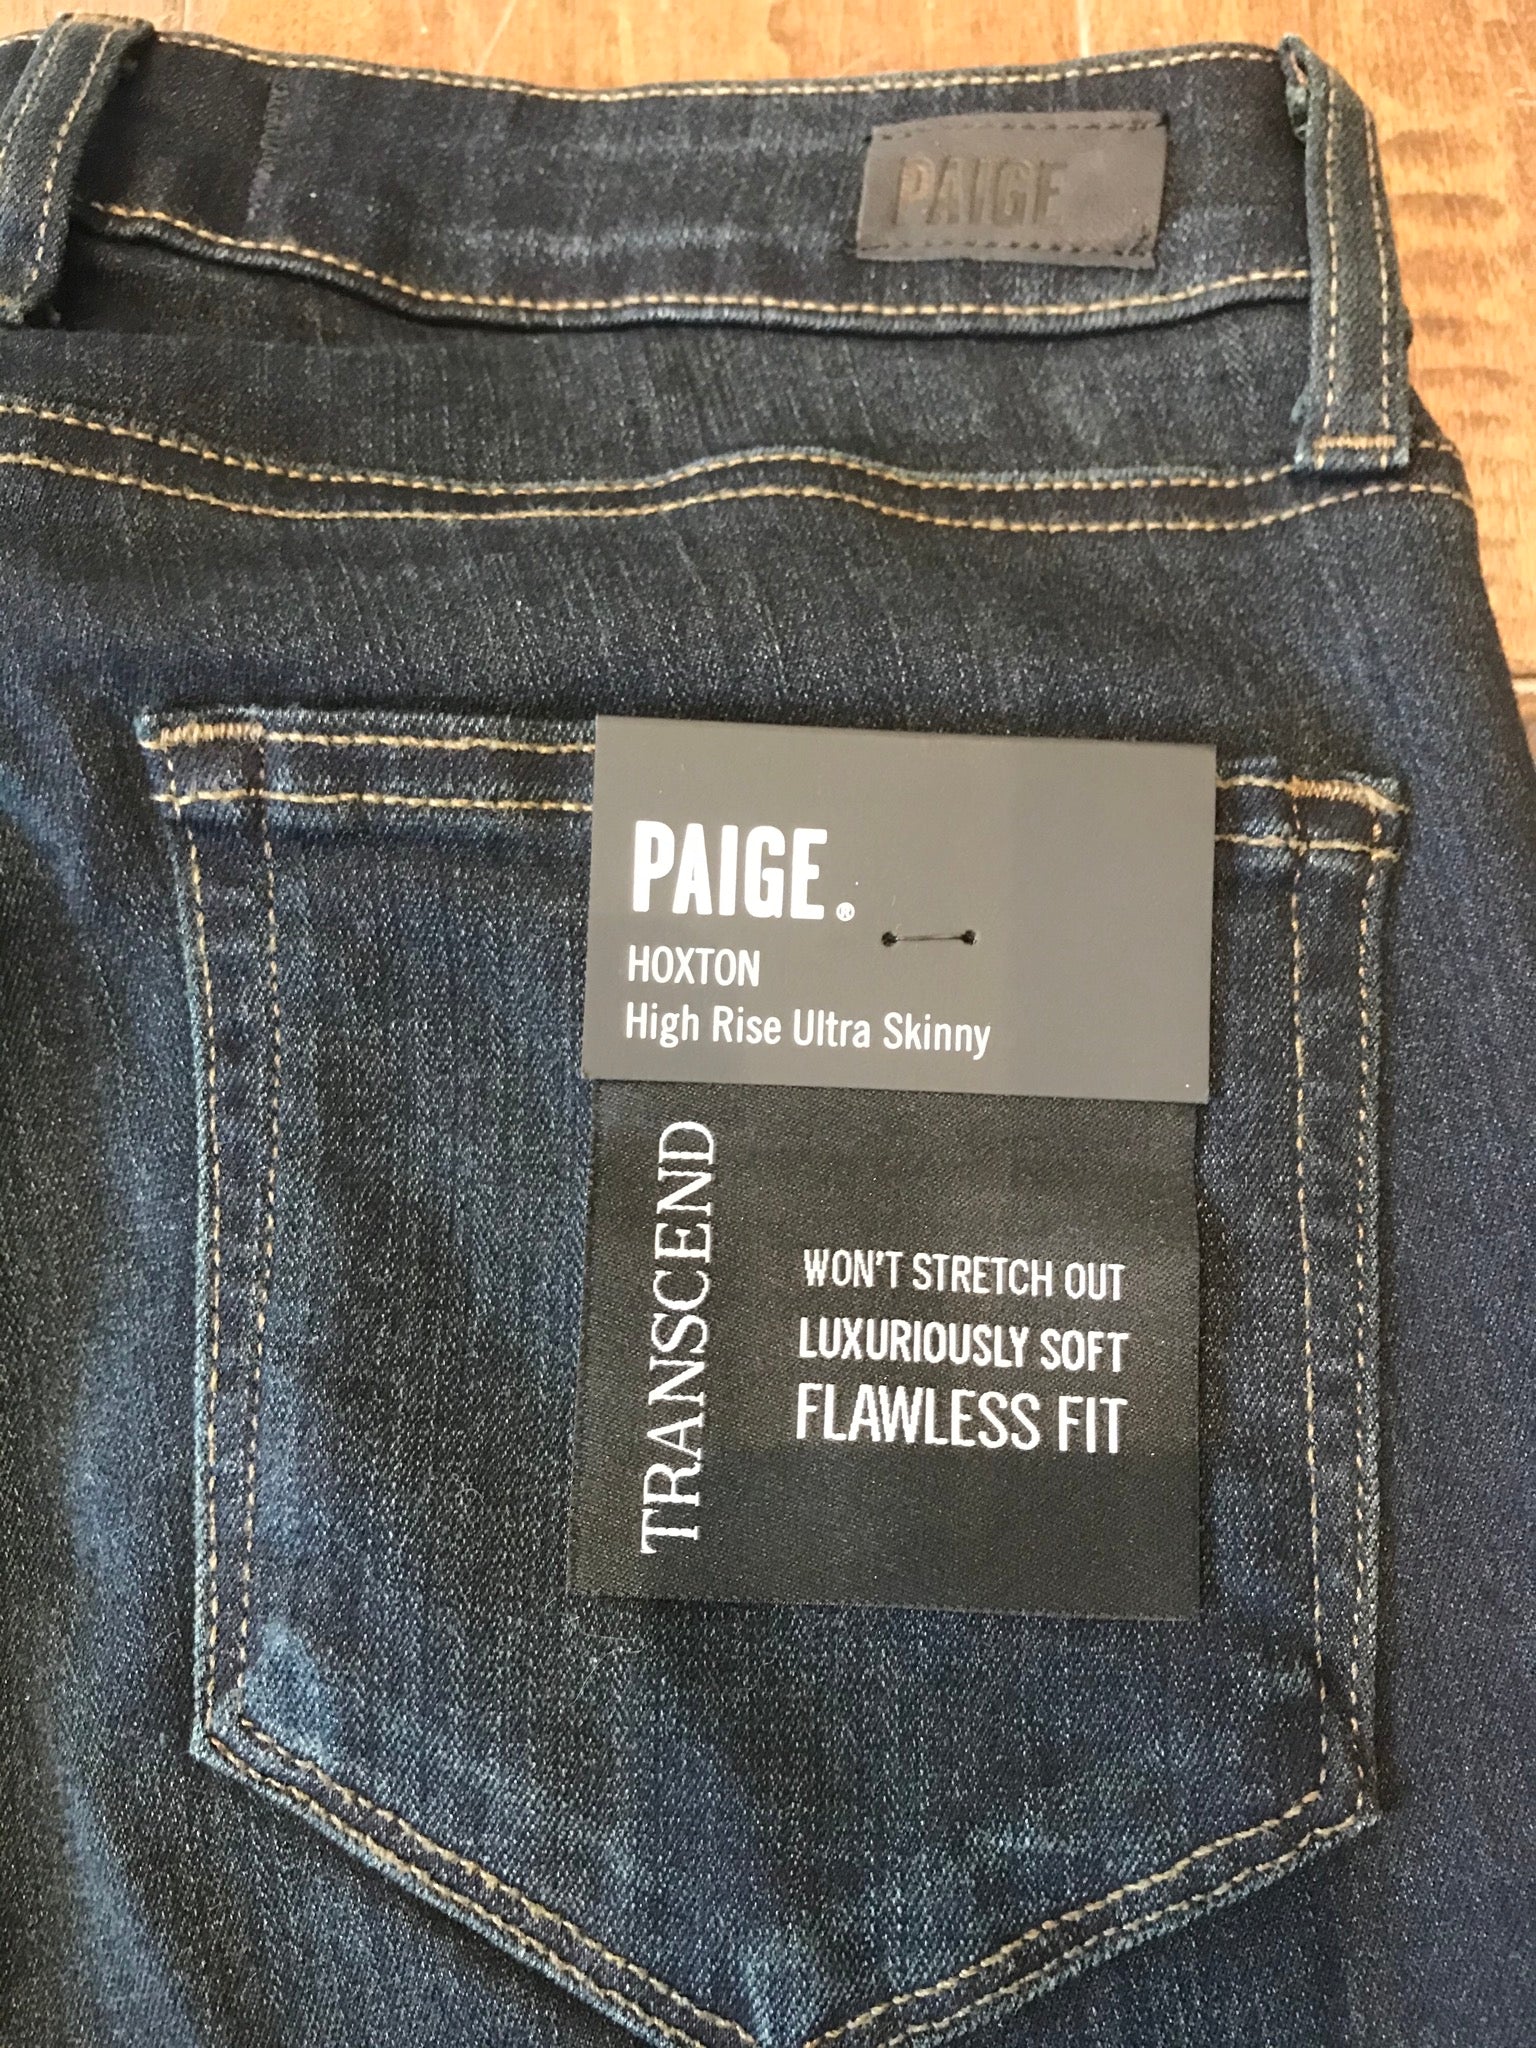 PAIGE
PAIGE®
HOXTON
High Rise Ultra Skinny
TRANSCEND
WON'T STRETCH OUT
LUXURIOUSLY SOFT
FLAWLESS FIT